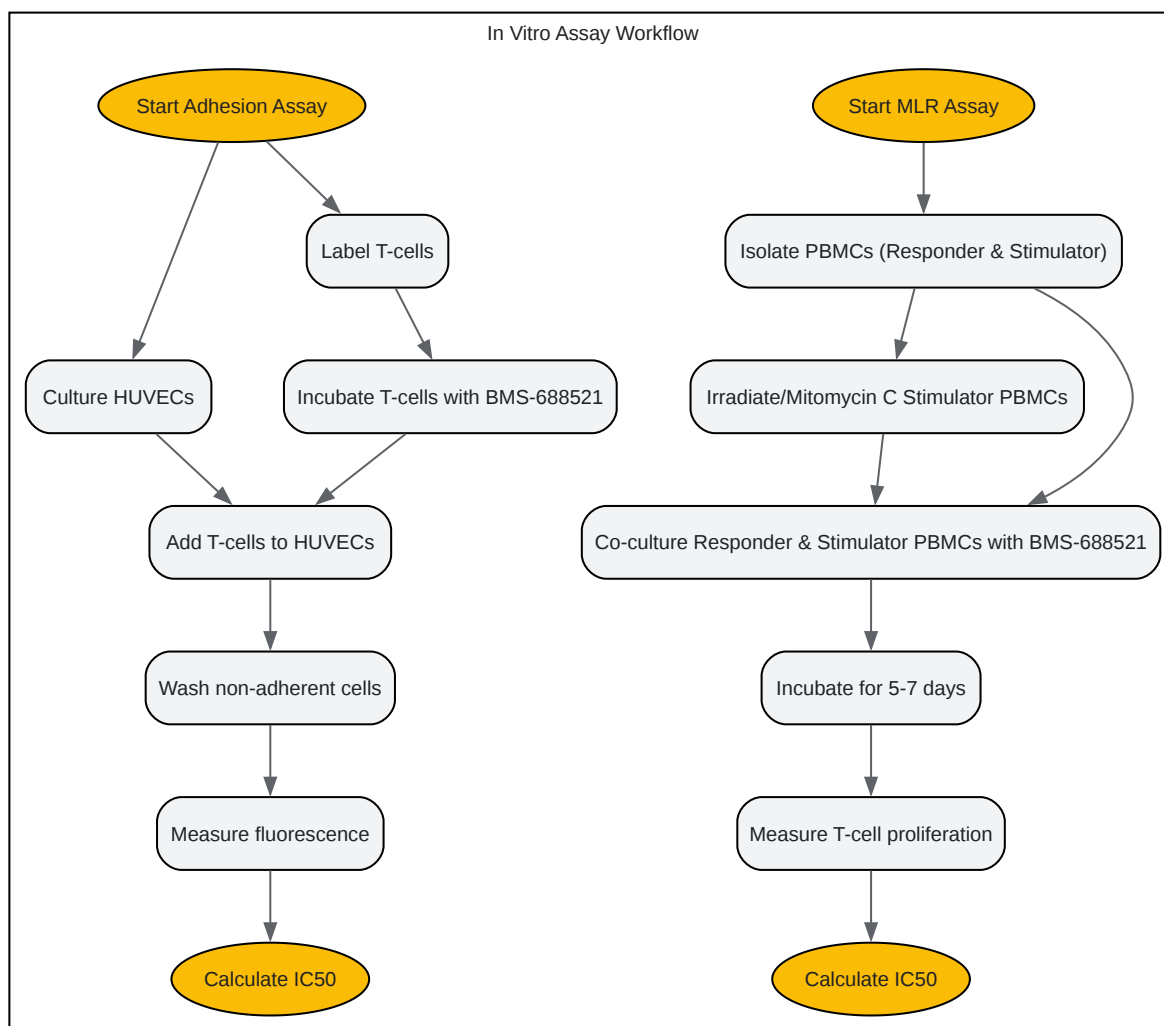 In Vitro Assay Workflow
Start Adhesion Assay
Label T-cells
Culture HUVECs
Incubate T-cells with BMS-688521
Add T-cells to HUVECs
Wash non-adherent cells
Measure fluorescence
Calculate IC50
Start MLR Assay
Isolate PBMCs (Responder & Stimulator)
Irradiate/Mitomycin C Stimulator PBMCs
Co-culture Responder & Stimulator PBMCs with BMS-688521
Incubate for 5-7 days
Measure T-cell proliferation
Calculate IC50